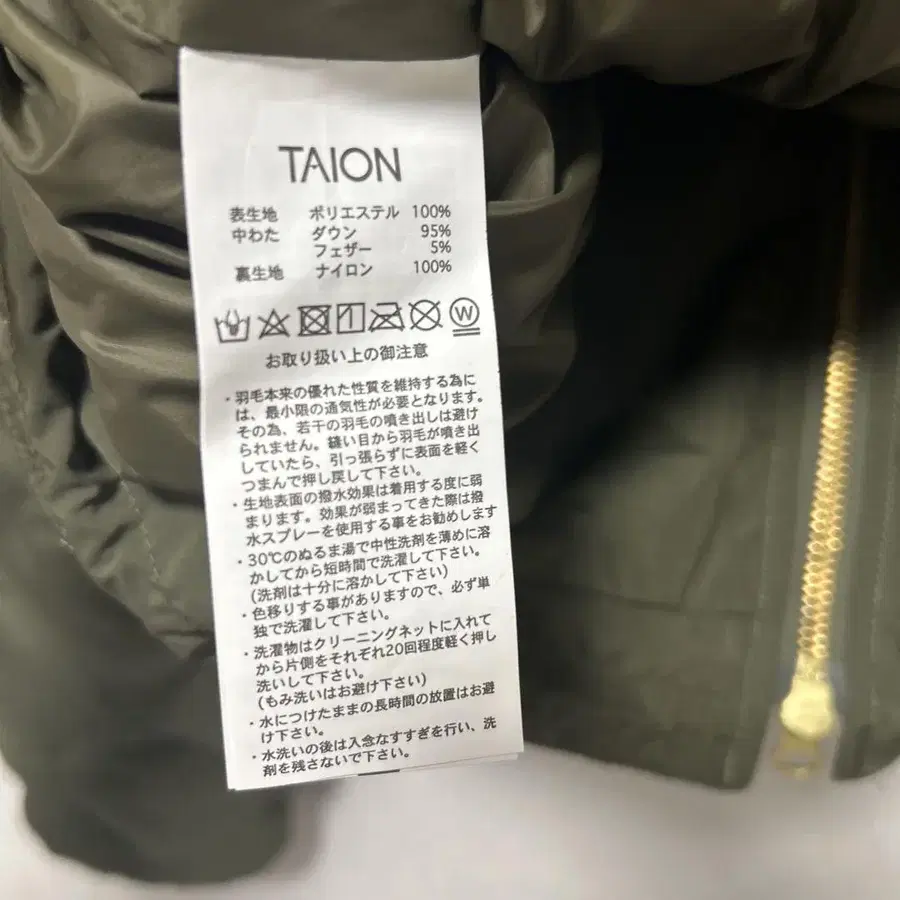 TAION
表生地 ポリエステル 100%
中わた ダウン 95%
フェザー 5%
裏生地 ナイロン 100%
W
お取り扱い上の御注意
・羽毛本来の優れた性質を維持する為に
は、最小限の通気性が必要となります。
その為、若干の羽毛の噴き出しは避け
られません。縫い目から羽毛が噴き出
していたら、引っ張らずに表面を軽く
つまんで押し戻して下さい。
・生地表面の撥水効果は着用する度に弱
まります。効果が弱まってきた際は撥
水スプレーを使用する事をお勧めします
・30℃のぬるま湯で中性洗剤を薄めに溶
かしてから短時間で洗濯して下さい。
(洗剤は十分に溶かして下さい)
・色移りする事がありますので、必ず単
独で洗濯して下さい。
・洗濯物はクリーニングネットに入れて
から片側をそれぞれ20回程度軽く押し
洗いして下さい。
(もみ洗いはお避け下さい)
・水につけたままの長時間の放置はお避
け下さい。
・水洗いの後は入念なすすぎを行い、洗
剤を残さないで下さい。